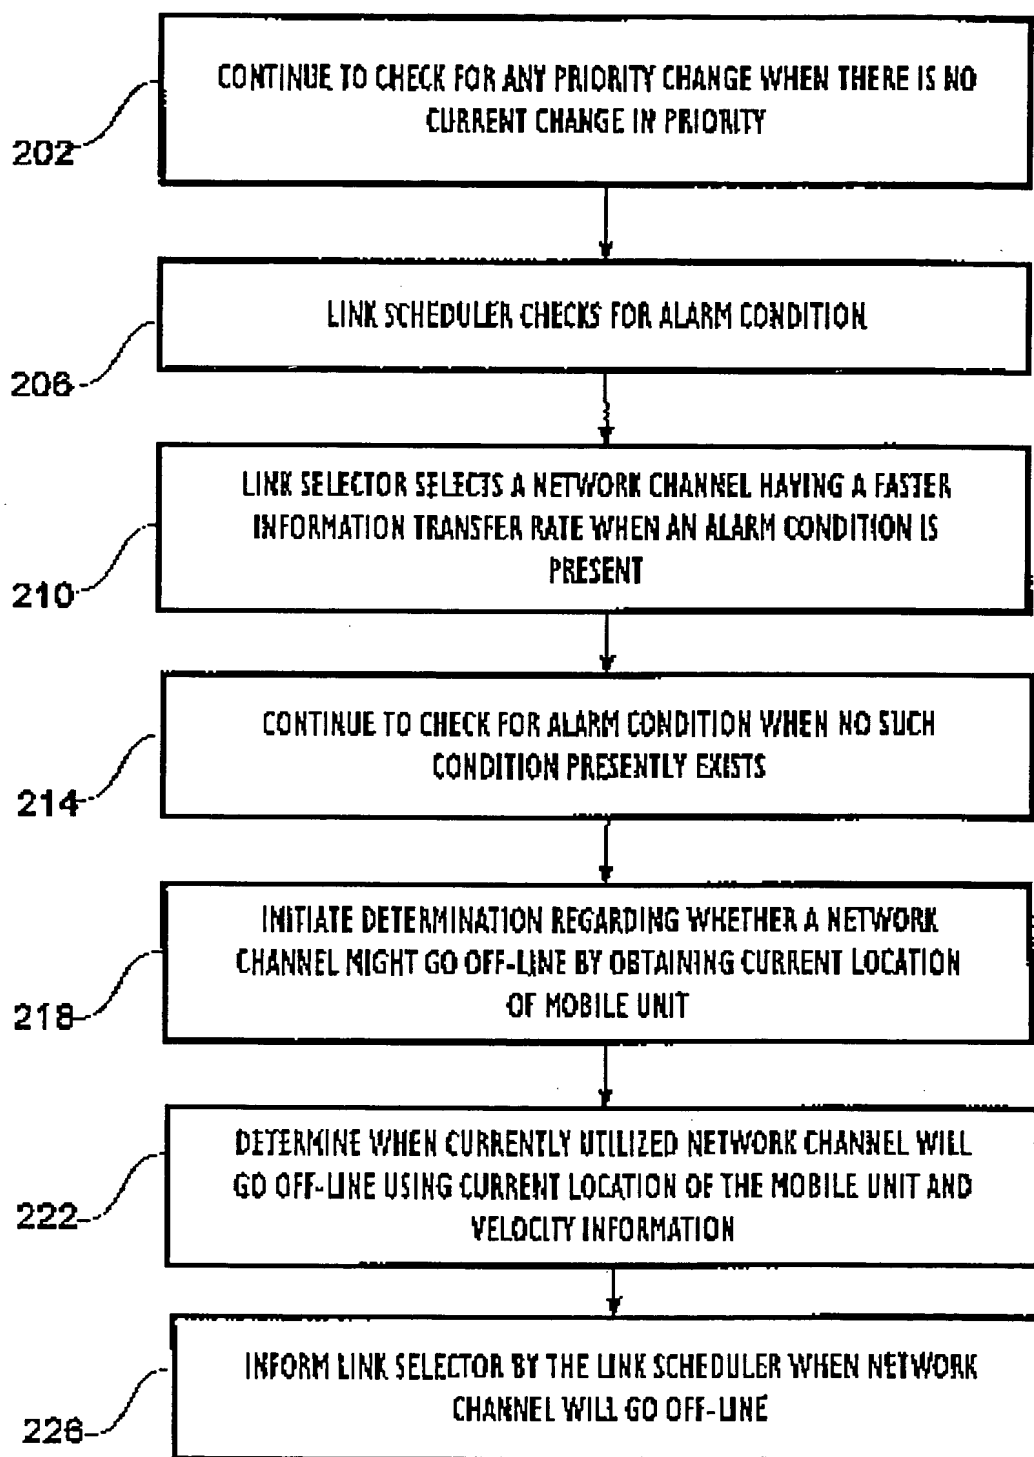 CONTINUE TO CHECK FOR ANY PRIORITY CHANGE WHEN THERE IS NO
CURRENT CHANGE IN PRIORITY
202
LINK SCHEDULER CHECKS FOR ALARM CONDITION
206
LINK SELECTOR SELECTS A NETWORK CHANNEL HAVING A FASTER
INFORMATION TRANSFER RATE WHEN AN ALARM CONDITION IS
PRESENT
210
CONTINUE TO CHECK FOR ALARM CONDITION WHEN NO SUCH
CONDITION PRESENTLY EXISTS
214
INITIATE DETERMINATION REGARDING WHETHER A NETWORK
CHANNEL MIGHT GO OFF-LINE BY OBTAINING CURRENT LOCATION
OF MOBILE UNIT
218
DETERMINE WHEN CURRENTLY UTILIZED NETWORK CHANNEL WILL
GO OFF-LINE USING CURRENT LOCATION OF THE MOBILE UNIT AND
VELOCITY INFORMATION
222
INFORM LINK SELECTOR BY THE LINK SCHEDULER WHEN NETWORK
CHANNEL WILL GO OFF-LINE
226